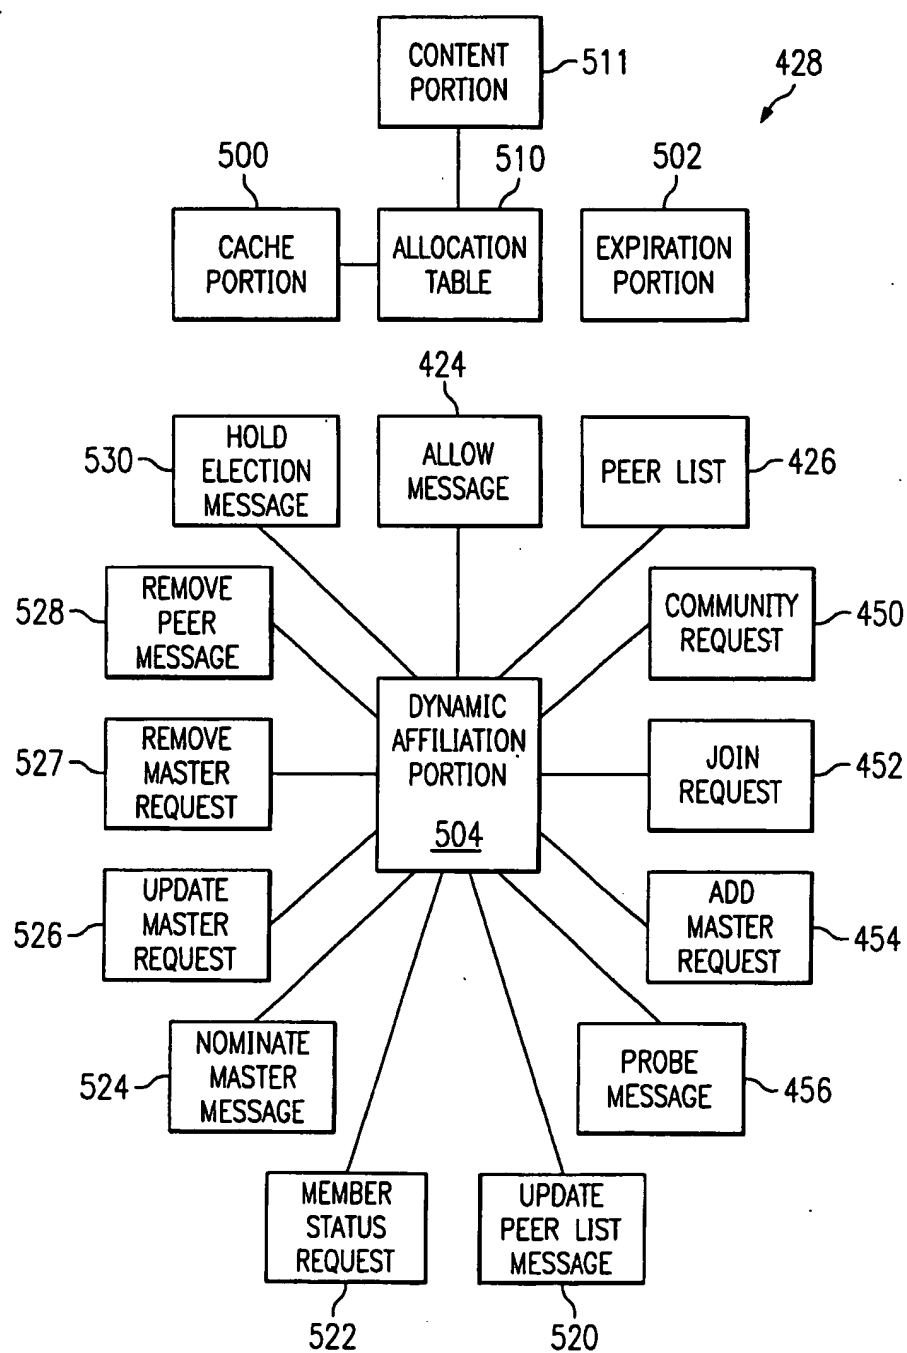 CONTENT
PORTION
511
428
500
510
502
CACHE
PORTION
ALLOCATION
TABLE
EXPIRATION
PORTION
424
530
HOLD
ELECTION
MESSAGE
ALLOW
MESSAGE
PEER LIST
426
528
REMOVE
PEER
MESSAGE
COMMUNITY
REQUEST
450
527
REMOVE
MASTER
REQUEST
DYNAMIC
AFFILIATION
PORTION
504
JOIN
REQUEST
452
526
UPDATE
MASTER
REQUEST
ADD
MASTER
REQUEST
454
524
NOMINATE
MASTER
MESSAGE
PROBE
MESSAGE
456
MEMBER
STATUS
REQUEST
UPDATE
PEER LIST
MESSAGE
522
520